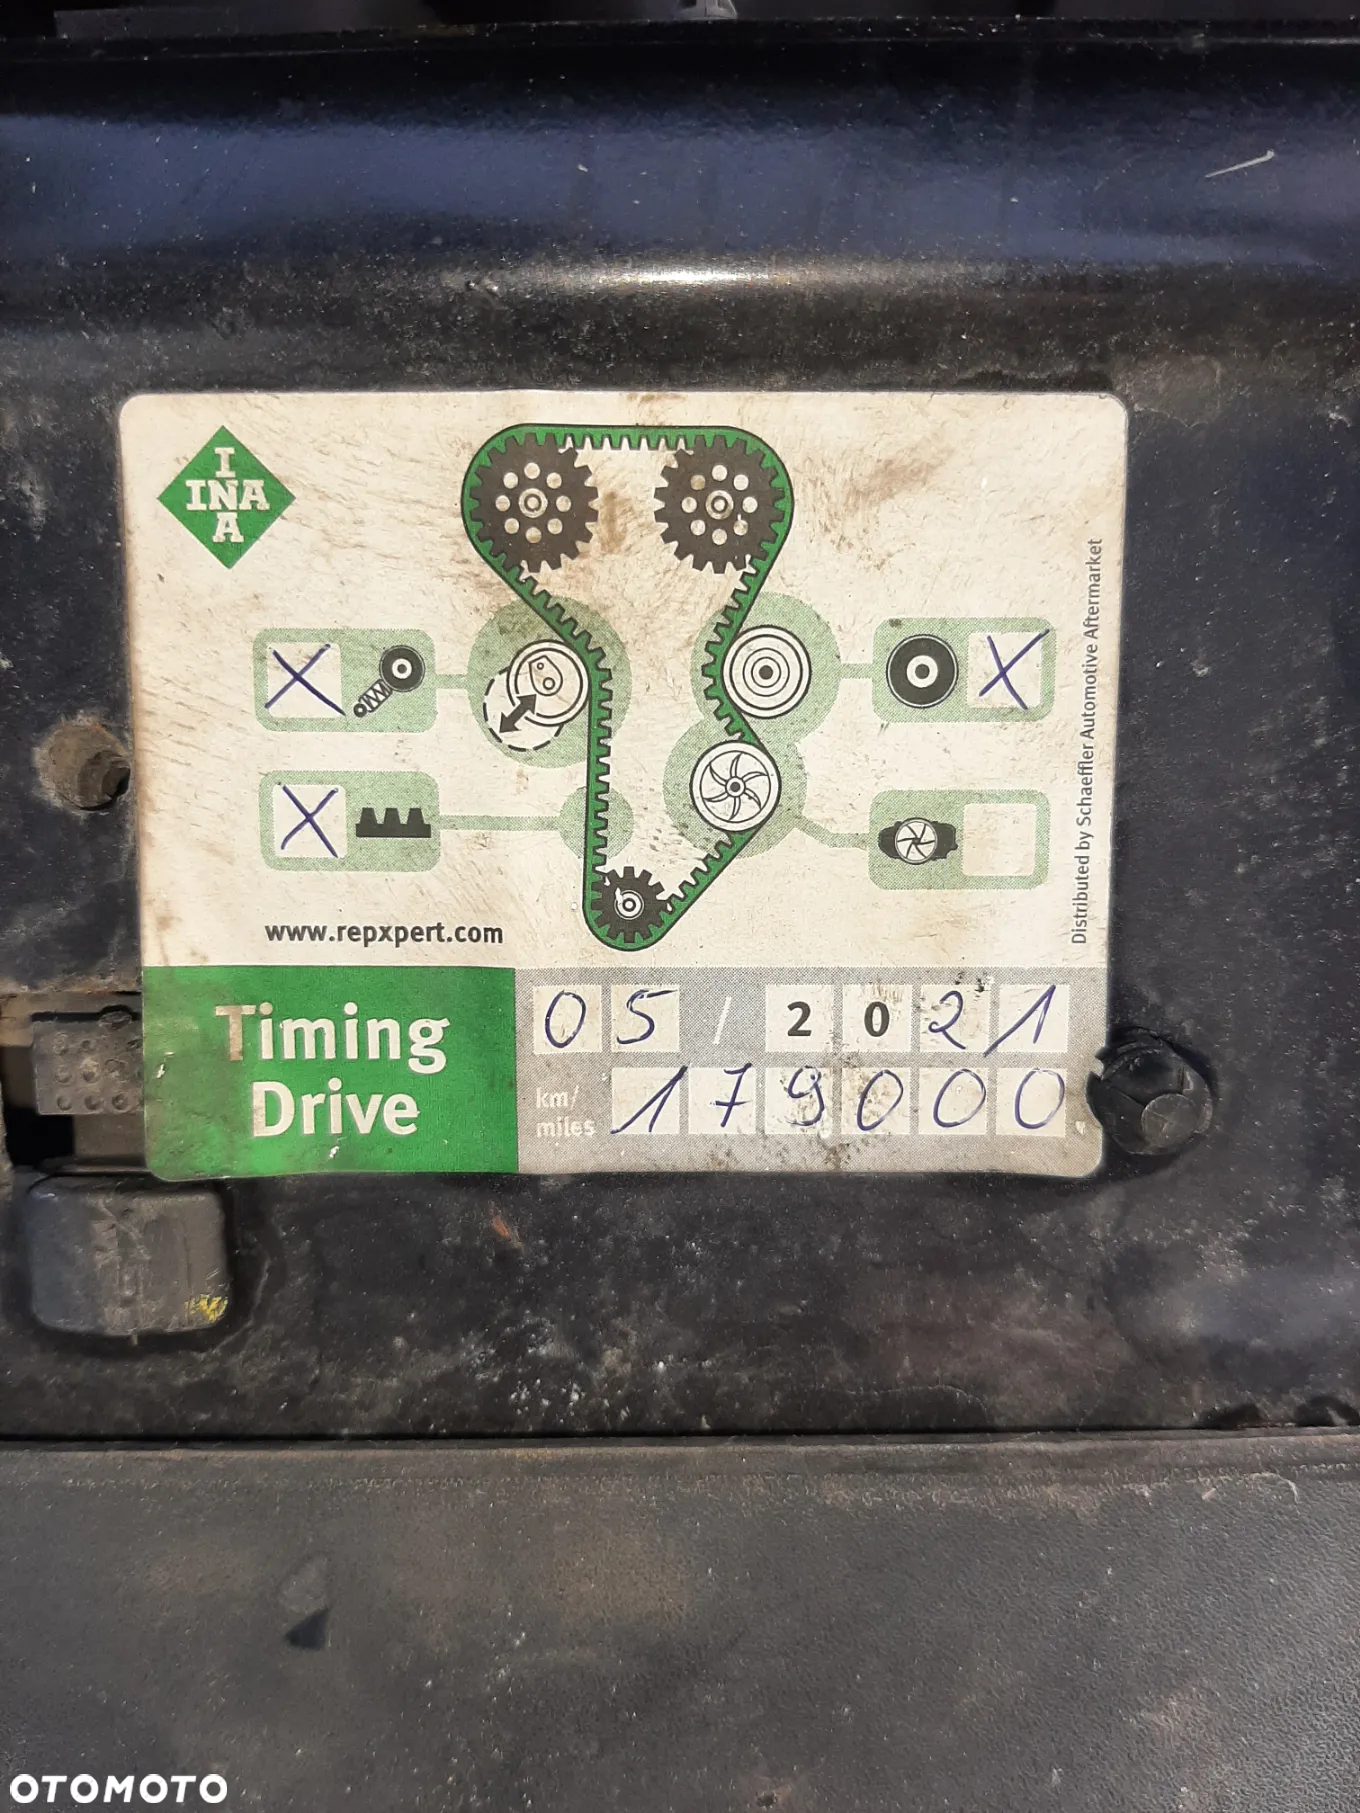 I
INA
A
X
X
X
Distributed by Schaeffler Automotive Aftermarket
www.repxpert.com
Timing
Drive
05 / 2021
km/
miles
179000
OTOMOTO